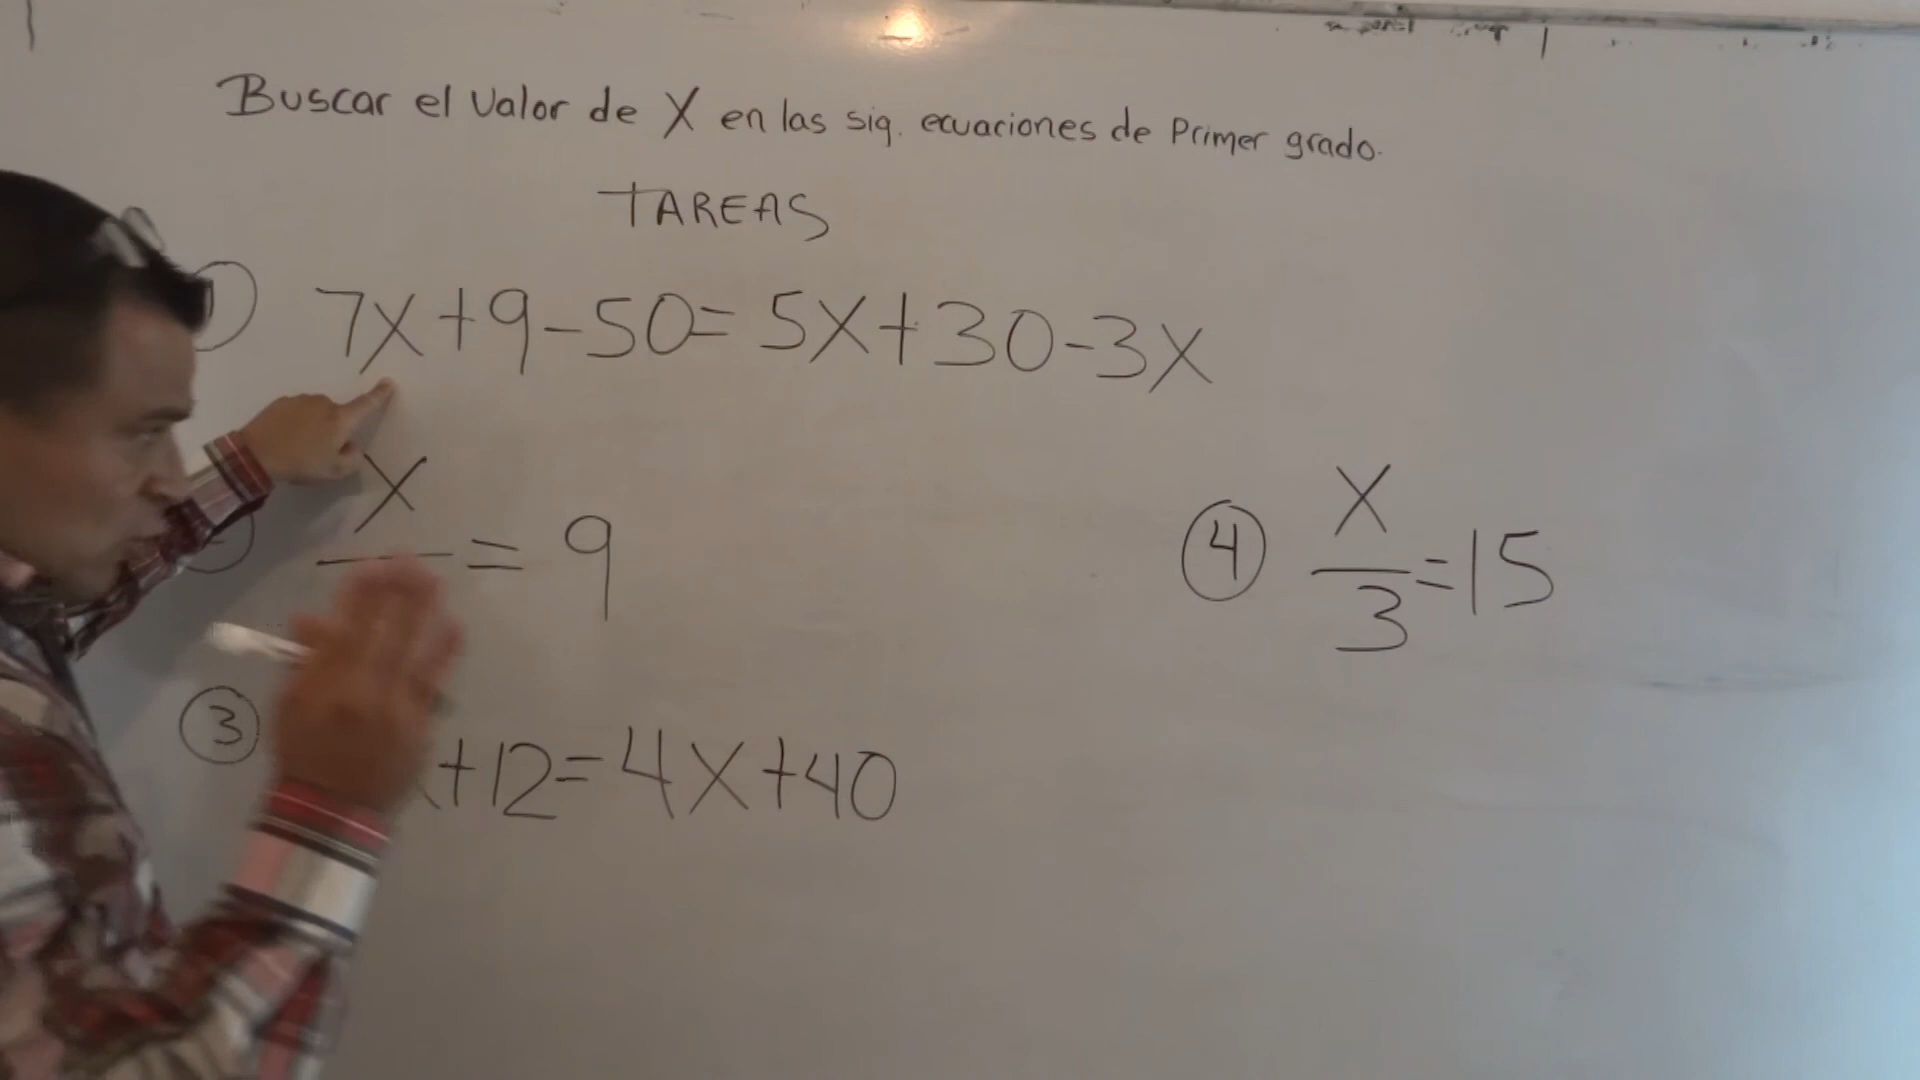 Buscar el Valor de X en las sig. ecuaciones de Primer grado.
TAREAS
7X+9-50=5X+30-3X
X
= 9
③ +12=4X+40
④ X
3 =15